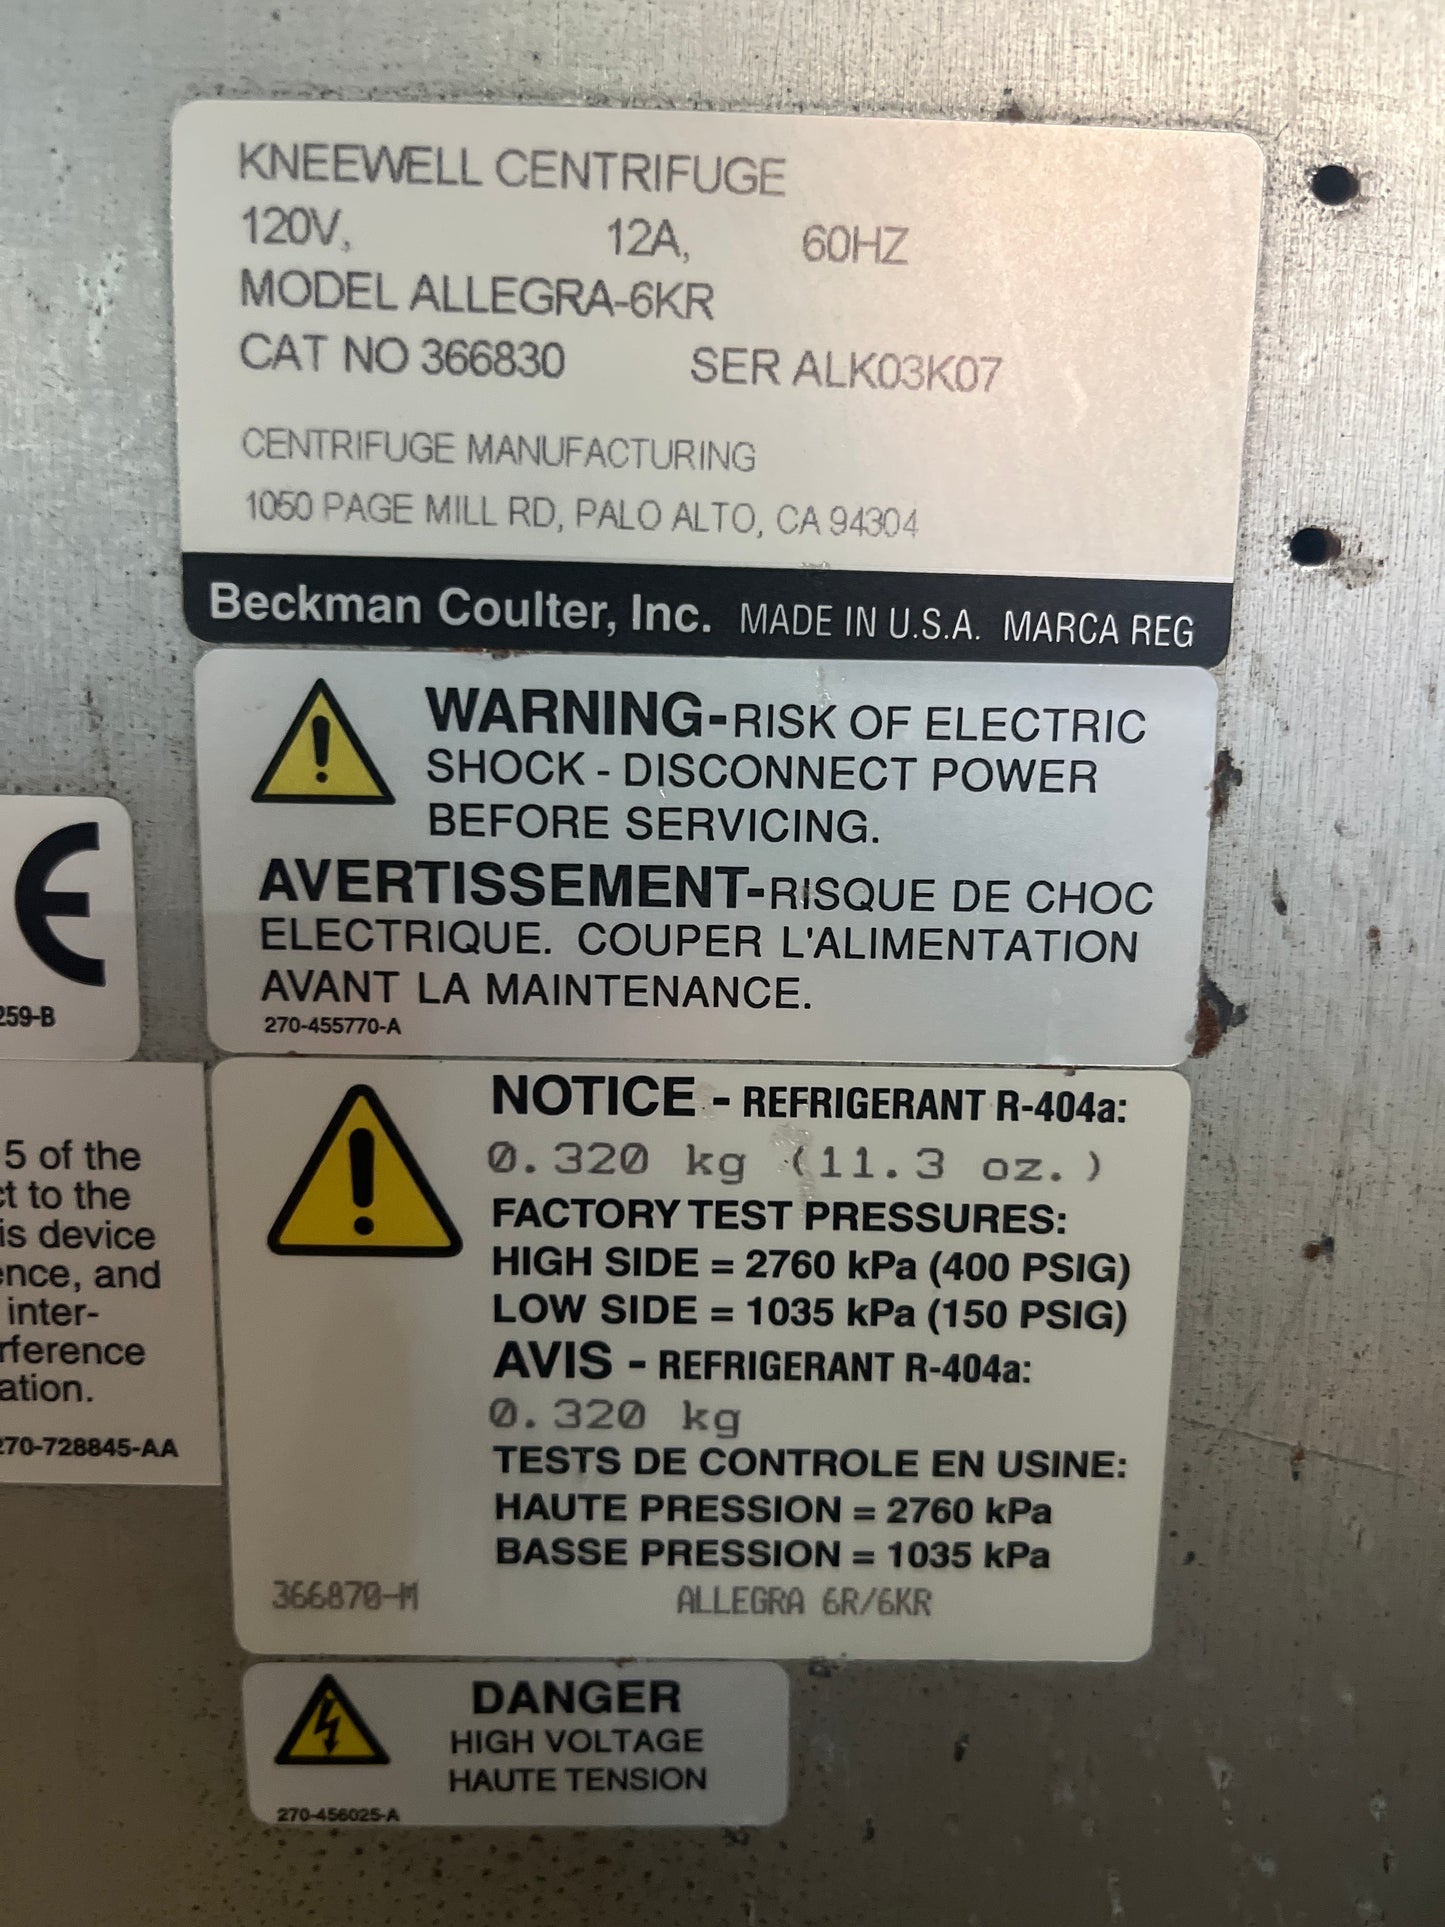 KNEEWELL CENTRIFUGE
120V, 12A, 60HZ
MODEL ALLEGRA-6KR
CAT NO 366830 SER ALK03K07
CENTRIFUGE MANUFACTURING
1050 PAGE MILL RD, PALO ALTO, CA 94304
Beckman Coulter, Inc. MADE IN U.S.A. MARCA REG
WARNING-RISK OF ELECTRIC
SHOCK - DISCONNECT POWER
BEFORE SERVICING.
AVERTISSEMENT-RISQUE DE CHOC
ELECTRIQUE. COUPER L'ALIMENTATION
AVANT LA MAINTENANCE.
270-455770-A
CE
259-B
5 of the
ct to the
is device
ence, and
inter-
rference
ation.
270-728845-AA
NOTICE - REFRIGERANT R-404a:
0.320 kg (11.3 oz.)
FACTORY TEST PRESSURES:
HIGH SIDE = 2760 kPa (400 PSIG)
LOW SIDE = 1035 kPa (150 PSIG)
AVIS - REFRIGERANT R-404a:
0.320 kg
TESTS DE CONTROLE EN USINE:
HAUTE PRESSION = 2760 kPa
BASSE PRESSION = 1035 kPa
366870-M ALLEGRA 6R/6KR
DANGER
HIGH VOLTAGE
HAUTE TENSION
270-456025-A